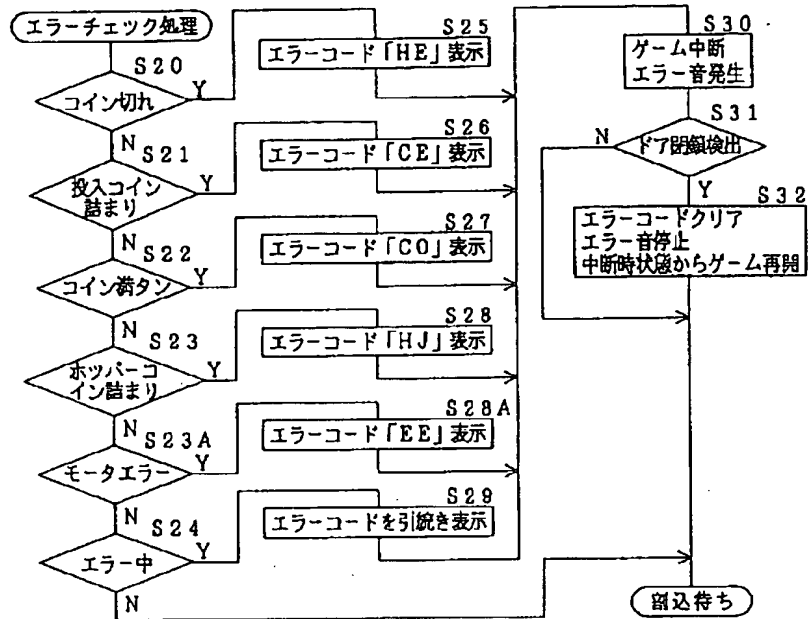 エラーチェック処理
S20
コイン切れ
Y
N
S25
エラーコード「HE」表示
S21
投入コイン
詰まり
Y
N
S26
エラーコード「CE」表示
S22
コイン満タン
Y
N
S27
エラーコード「CO」表示
S23
ホッパーコ
イン詰まり
Y
N
S28
エラーコード「HJ」表示
S23A
モータエラー
Y
N
S28A
エラーコード「EE」表示
S24
エラー中
Y
N
S29
エラーコードを引続き表示
S30
ゲーム中断
エラー音発生
S31
ドア閉鎖検出
N
Y
S32
エラーコードクリア
エラー音停止
中断時状態からゲーム再開
割込待ち